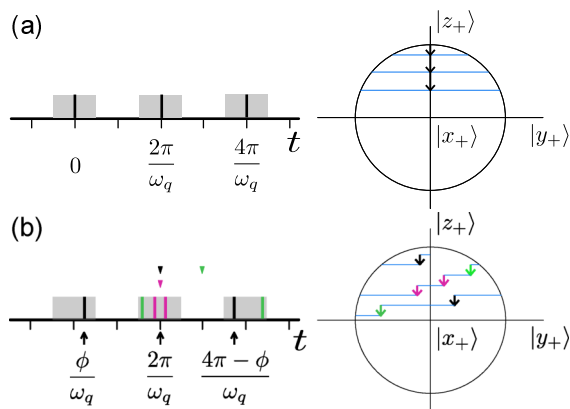 (a)
0
2π/ω_q
4π/ω_q
t
|z₊⟩
|x₊⟩
|y₊⟩
(b)
ϕ/ω_q
2π/ω_q
4π − ϕ/ω_q
t
|z₊⟩
|x₊⟩
|y₊⟩